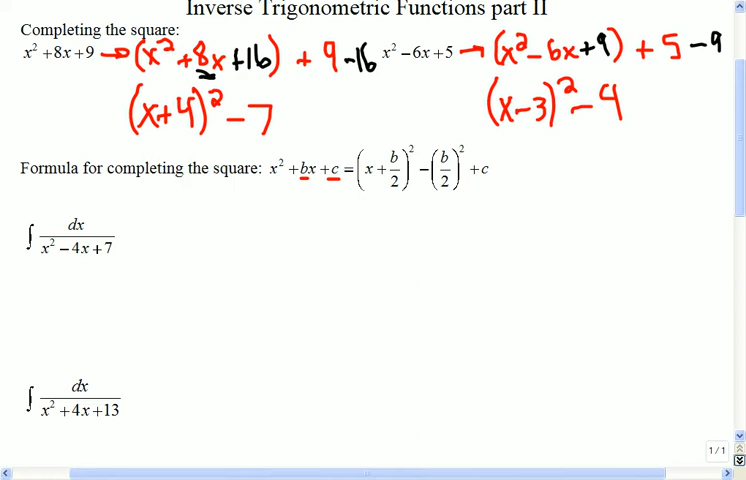 Inverse Trigonometric Functions part II
Completing the square:
x² +8x+9 → (x²+8x+16) + 9 -16 x² −6x+5 → (x²−6x+9) + 5 −9
(x+4)² −7 (x−3)² −4
Formula for completing the square: x² +bx +c = (x + b/2)² − (b/2)² + c
∫ dx / x² − 4x + 7
∫ dx / x² + 4x + 13
1 / 1